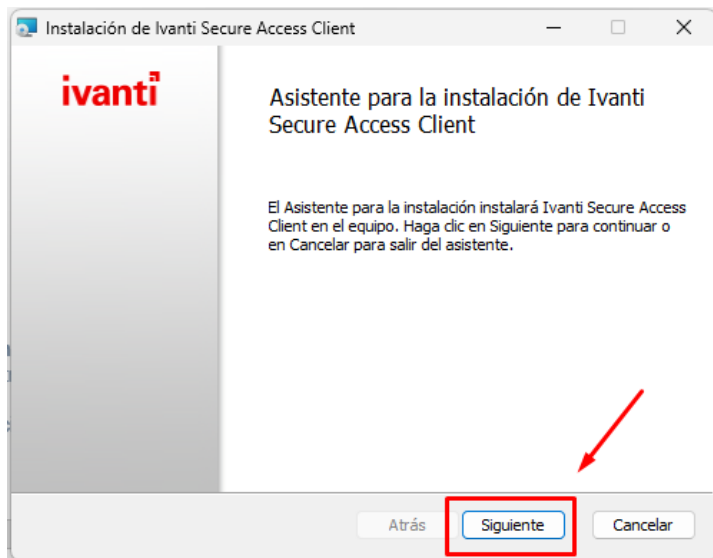 Instalación de Ivanti Secure Access Client
ivanti
Asistente para la instalación de Ivanti
Secure Access Client
El Asistente para la instalación instalará Ivanti Secure Access
Client en el equipo. Haga clic en Siguiente para continuar o
en Cancelar para salir del asistente.
Atrás
Siguiente
Cancelar